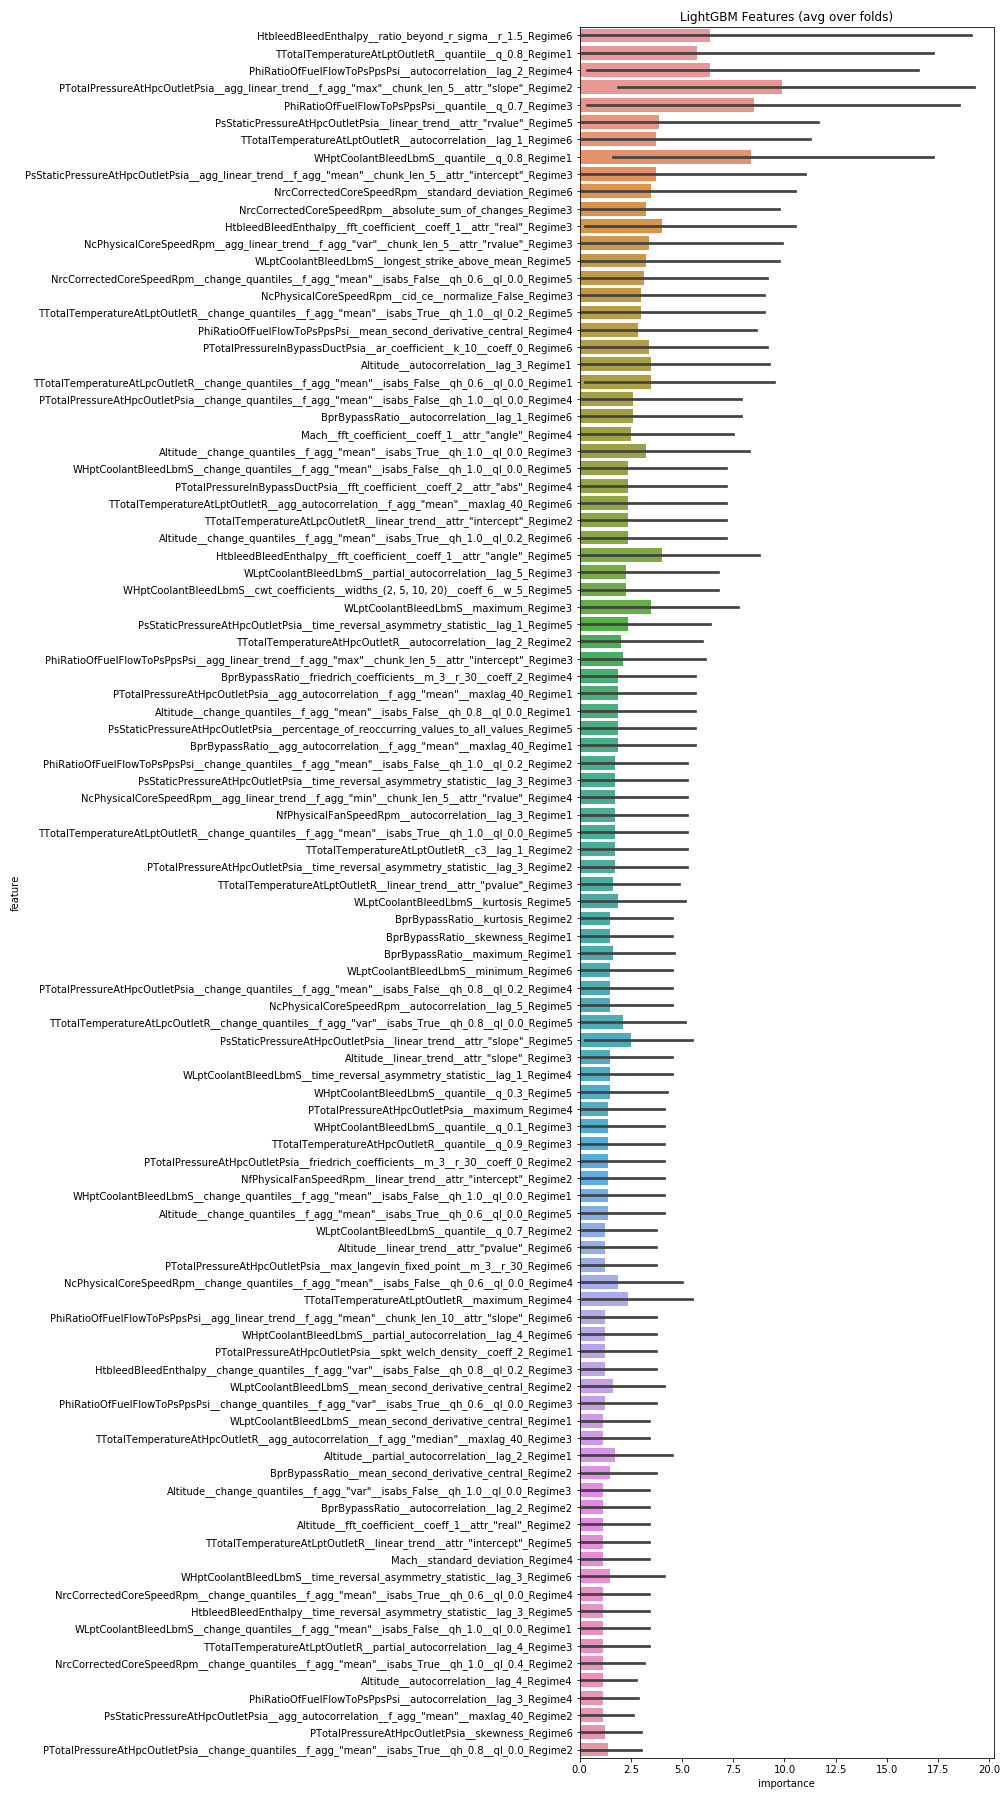 LightGBM Features (avg over folds)
HtbleedBleedEnthalpy__ratio_beyond_r_sigma__r_1.5_Regime6
TTotalTemperatureAtLptOutletR__quantile__q_0.8_Regime1
PhiRatioOfFuelFlowToPsPpsPsi__autocorrelation__lag_2_Regime4
PTotalPressureAtHpcOutletPsia__agg_linear_trend__f_agg_"max"__chunk_len_5__attr_"slope"_Regime2
PhiRatioOfFuelFlowToPsPpsPsi__quantile__q_0.7_Regime3
PsStaticPressureAtHpcOutletPsia__linear_trend__attr_"rvalue"_Regime5
TTotalTemperatureAtLptOutletR__autocorrelation__lag_1_Regime6
WHptCoolantBleedLbmS__quantile__q_0.8_Regime1
PsStaticPressureAtHpcOutletPsia__agg_linear_trend__f_agg_"mean"__chunk_len_5__attr_"intercept"_Regime3
NrcCorrectedCoreSpeedRpm__standard_deviation_Regime6
NrcCorrectedCoreSpeedRpm__absolute_sum_of_changes_Regime3
HtbleedBleedEnthalpy__fft_coefficient__coeff_1__attr_"real"_Regime3
NcPhysicalCoreSpeedRpm__agg_linear_trend__f_agg_"var"__chunk_len_5__attr_"rvalue"_Regime3
WLptCoolantBleedLbmS__longest_strike_above_mean_Regime5
NrcCorrectedCoreSpeedRpm__change_quantiles__f_agg_"mean"__isabs_False__qh_0.6__ql_0.0_Regime5
NcPhysicalCoreSpeedRpm__cid_ce__normalize_False_Regime3
TTotalTemperatureAtLptOutletR__change_quantiles__f_agg_"mean"__isabs_True__qh_1.0__ql_0.2_Regime5
PhiRatioOfFuelFlowToPsPpsPsi__mean_second_derivative_central_Regime4
PTotalPressureInBypassDuctPsia__ar_coefficient__k_10__coeff_0_Regime6
Altitude__autocorrelation__lag_3_Regime1
TTotalTemperatureAtLpcOutletR__change_quantiles__f_agg_"mean"__isabs_False__qh_0.6__ql_0.0_Regime1
PTotalPressureAtHpcOutletPsia__change_quantiles__f_agg_"mean"__isabs_False__qh_1.0__ql_0.0_Regime4
BprBypassRatio__autocorrelation__lag_1_Regime6
Mach__fft_coefficient__coeff_1__attr_"angle"_Regime4
Altitude__change_quantiles__f_agg_"mean"__isabs_True__qh_1.0__ql_0.0_Regime3
WHptCoolantBleedLbmS__change_quantiles__f_agg_"mean"__isabs_False__qh_1.0__ql_0.0_Regime5
PTotalPressureInBypassDuctPsia__fft_coefficient__coeff_2__attr_"abs"_Regime4
TTotalTemperatureAtLptOutletR__agg_autocorrelation__f_agg_"mean"__maxlag_40_Regime6
TTotalTemperatureAtLpcOutletR__linear_trend__attr_"intercept"_Regime2
Altitude__change_quantiles__f_agg_"mean"__isabs_True__qh_1.0__ql_0.2_Regime6
HtbleedBleedEnthalpy__fft_coefficient__coeff_1__attr_"angle"_Regime5
WLptCoolantBleedLbmS__partial_autocorrelation__lag_5_Regime3
WHptCoolantBleedLbmS__cwt_coefficients__widths_(2, 5, 10, 20)__coeff_6__w_5_Regime5
WLptCoolantBleedLbmS__maximum_Regime3
PsStaticPressureAtHpcOutletPsia__time_reversal_asymmetry_statistic__lag_1_Regime5
TTotalTemperatureAtHpcOutletR__autocorrelation__lag_2_Regime2
PhiRatioOfFuelFlowToPsPpsPsi__agg_linear_trend__f_agg_"max"__chunk_len_5__attr_"intercept"_Regime3
BprBypassRatio__friedrich_coefficients__m_3__r_30__coeff_2_Regime4
PTotalPressureAtHpcOutletPsia__agg_autocorrelation__f_agg_"mean"__maxlag_40_Regime1
Altitude__change_quantiles__f_agg_"mean"__isabs_False__qh_0.8__ql_0.0_Regime1
PsStaticPressureAtHpcOutletPsia__percentage_of_reoccurring_values_to_all_values_Regime5
BprBypassRatio__agg_autocorrelation__f_agg_"mean"__maxlag_40_Regime1
PhiRatioOfFuelFlowToPsPpsPsi__change_quantiles__f_agg_"mean"__isabs_False__qh_1.0__ql_0.2_Regime2
PsStaticPressureAtHpcOutletPsia__time_reversal_asymmetry_statistic__lag_3_Regime3
NcPhysicalCoreSpeedRpm__agg_linear_trend__f_agg_"min"__chunk_len_5__attr_"rvalue"_Regime4
NfPhysicalFanSpeedRpm__autocorrelation__lag_3_Regime1
TTotalTemperatureAtLptOutletR__change_quantiles__f_agg_"mean"__isabs_True__qh_1.0__ql_0.0_Regime5
TTotalTemperatureAtLptOutletR__c3__lag_1_Regime2
PTotalPressureAtHpcOutletPsia__time_reversal_asymmetry_statistic__lag_3_Regime2
TTotalTemperatureAtLptOutletR__linear_trend__attr_"pvalue"_Regime3
WLptCoolantBleedLbmS__kurtosis_Regime5
BprBypassRatio__kurtosis_Regime2
BprBypassRatio__skewness_Regime1
BprBypassRatio__maximum_Regime1
WLptCoolantBleedLbmS__minimum_Regime6
PTotalPressureAtHpcOutletPsia__change_quantiles__f_agg_"mean"__isabs_False__qh_0.8__ql_0.2_Regime4
NcPhysicalCoreSpeedRpm__autocorrelation__lag_5_Regime5
TTotalTemperatureAtLpcOutletR__change_quantiles__f_agg_"var"__isabs_True__qh_0.8__ql_0.0_Regime5
PsStaticPressureAtHpcOutletPsia__linear_trend__attr_"slope"_Regime5
Altitude__linear_trend__attr_"slope"_Regime3
WLptCoolantBleedLbmS__time_reversal_asymmetry_statistic__lag_1_Regime4
WHptCoolantBleedLbmS__quantile__q_0.3_Regime5
PTotalPressureAtHpcOutletPsia__maximum_Regime4
WHptCoolantBleedLbmS__quantile__q_0.1_Regime3
TTotalTemperatureAtHpcOutletR__quantile__q_0.9_Regime3
PTotalPressureAtHpcOutletPsia__friedrich_coefficients__m_3__r_30__coeff_0_Regime2
NfPhysicalFanSpeedRpm__linear_trend__attr_"intercept"_Regime2
WHptCoolantBleedLbmS__change_quantiles__f_agg_"mean"__isabs_False__qh_1.0__ql_0.0_Regime1
Altitude__change_quantiles__f_agg_"mean"__isabs_True__qh_0.6__ql_0.0_Regime5
WLptCoolantBleedLbmS__quantile__q_0.7_Regime2
Altitude__linear_trend__attr_"pvalue"_Regime6
PTotalPressureAtHpcOutletPsia__max_langevin_fixed_point__m_3__r_30_Regime6
NcPhysicalCoreSpeedRpm__change_quantiles__f_agg_"mean"__isabs_False__qh_0.6__ql_0.0_Regime4
TTotalTemperatureAtLptOutletR__maximum_Regime4
PhiRatioOfFuelFlowToPsPpsPsi__agg_linear_trend__f_agg_"mean"__chunk_len_10__attr_"slope"_Regime6
WHptCoolantBleedLbmS__partial_autocorrelation__lag_4_Regime6
PTotalPressureAtHpcOutletPsia__spkt_welch_density__coeff_2_Regime1
HtbleedBleedEnthalpy__change_quantiles__f_agg_"var"__isabs_False__qh_0.8__ql_0.2_Regime3
WLptCoolantBleedLbmS__mean_second_derivative_central_Regime2
PhiRatioOfFuelFlowToPsPpsPsi__change_quantiles__f_agg_"var"__isabs_True__qh_0.6__ql_0.0_Regime3
WLptCoolantBleedLbmS__mean_second_derivative_central_Regime1
TTotalTemperatureAtHpcOutletR__agg_autocorrelation__f_agg_"median"__maxlag_40_Regime3
Altitude__partial_autocorrelation__lag_2_Regime1
BprBypassRatio__mean_second_derivative_central_Regime2
Altitude__change_quantiles__f_agg_"var"__isabs_False__qh_1.0__ql_0.0_Regime3
BprBypassRatio__autocorrelation__lag_2_Regime2
Altitude__fft_coefficient__coeff_1__attr_"real"_Regime2
TTotalTemperatureAtLptOutletR__linear_trend__attr_"intercept"_Regime5
Mach__standard_deviation_Regime4
WHptCoolantBleedLbmS__time_reversal_asymmetry_statistic__lag_3_Regime6
NrcCorrectedCoreSpeedRpm__change_quantiles__f_agg_"mean"__isabs_True__qh_0.6__ql_0.0_Regime4
HtbleedBleedEnthalpy__time_reversal_asymmetry_statistic__lag_3_Regime5
WLptCoolantBleedLbmS__change_quantiles__f_agg_"mean"__isabs_False__qh_1.0__ql_0.0_Regime1
TTotalTemperatureAtLptOutletR__partial_autocorrelation__lag_4_Regime3
NrcCorrectedCoreSpeedRpm__change_quantiles__f_agg_"mean"__isabs_True__qh_1.0__ql_0.4_Regime2
Altitude__autocorrelation__lag_4_Regime4
PhiRatioOfFuelFlowToPsPpsPsi__autocorrelation__lag_3_Regime4
PsStaticPressureAtHpcOutletPsia__agg_autocorrelation__f_agg_"mean"__maxlag_40_Regime2
PTotalPressureAtHpcOutletPsia__skewness_Regime6
PTotalPressureAtHpcOutletPsia__change_quantiles__f_agg_"mean"__isabs_True__qh_0.8__ql_0.0_Regime2
feature
0.0 2.5 5.0 7.5 10.0 12.5 15.0 17.5 20.0
importance